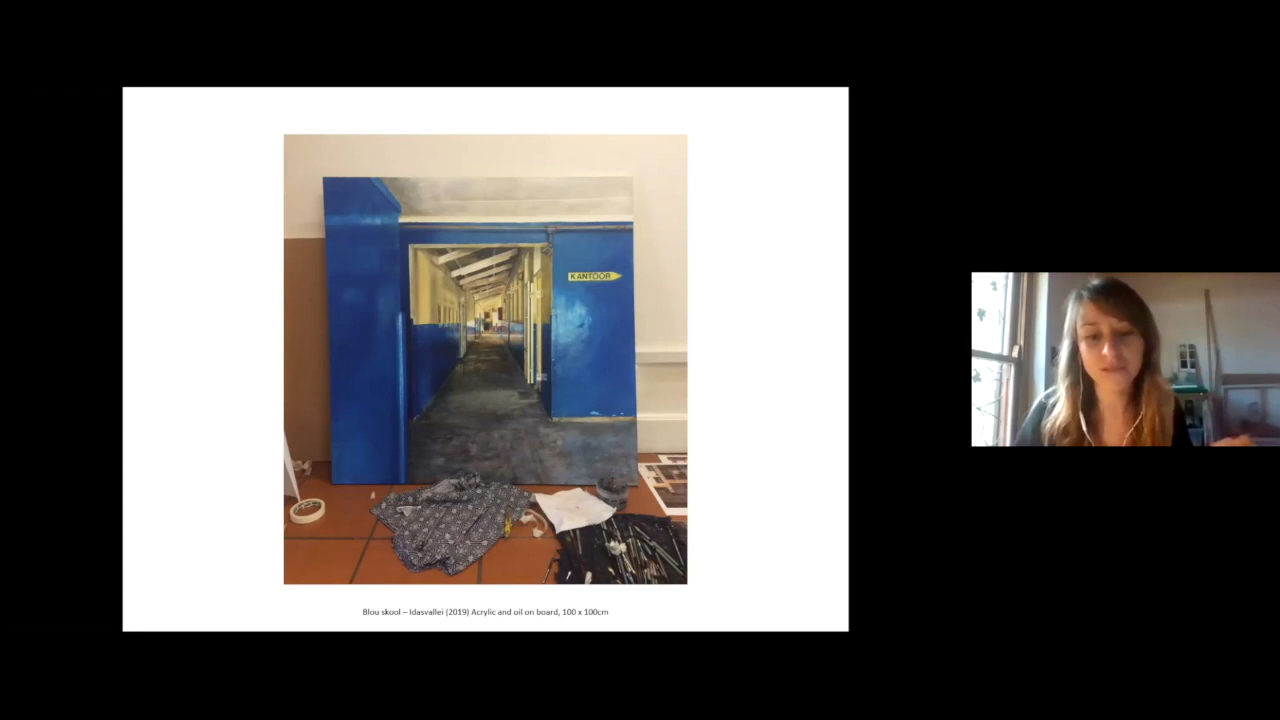 KANTOOR
Blou skool – Idasvallei (2019) Acrylic and oil on board, 100 x 100cm